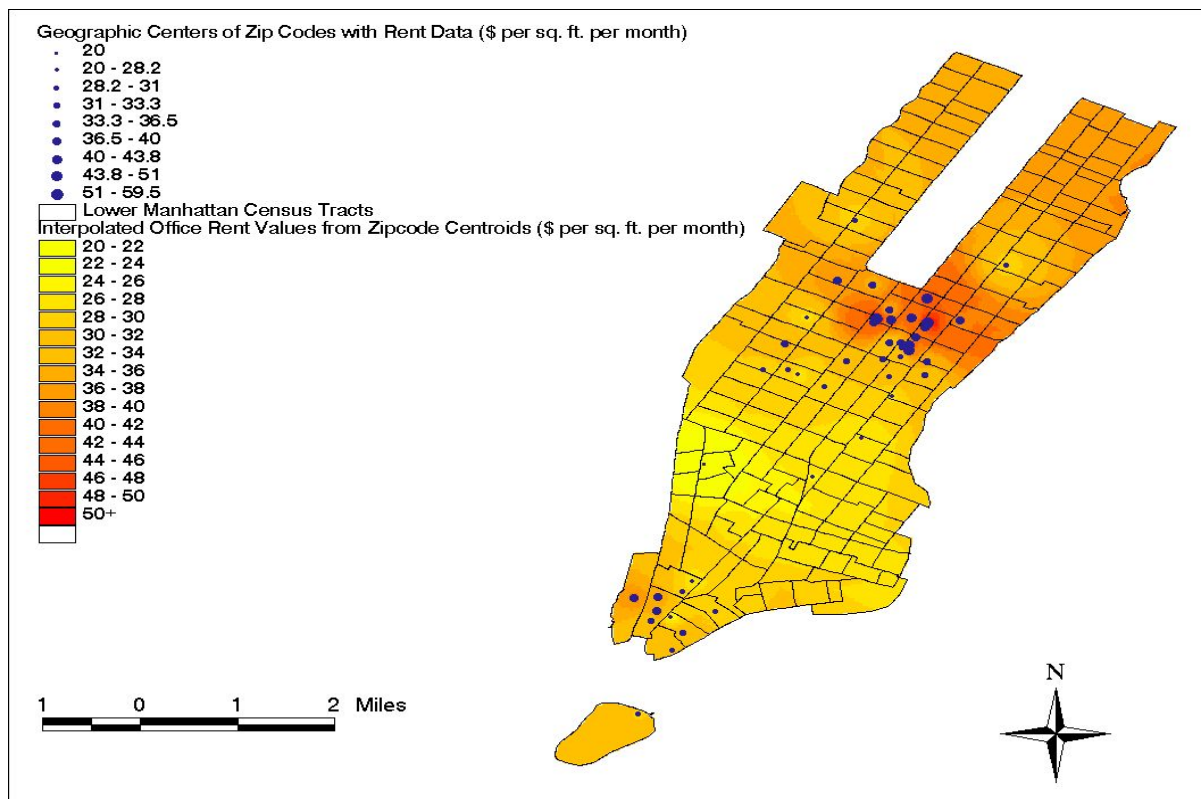 Geographic Centers of Zip Codes with Rent Data ($ per sq. ft. per month)
20
20 - 28.2
28.2 - 31
31 - 33.3
33.3 - 36.5
36.5 - 40
40 - 43.8
43.8 - 51
51 - 59.5
Lower Manhattan Census Tracts
Interpolated Office Rent Values from Zipcode Centroids ($ per sq. ft. per month)
20 - 22
22 - 24
24 - 26
26 - 28
28 - 30
30 - 32
32 - 34
34 - 36
36 - 38
38 - 40
40 - 42
42 - 44
44 - 46
46 - 48
48 - 50
50+
1 0 1 2 Miles
N